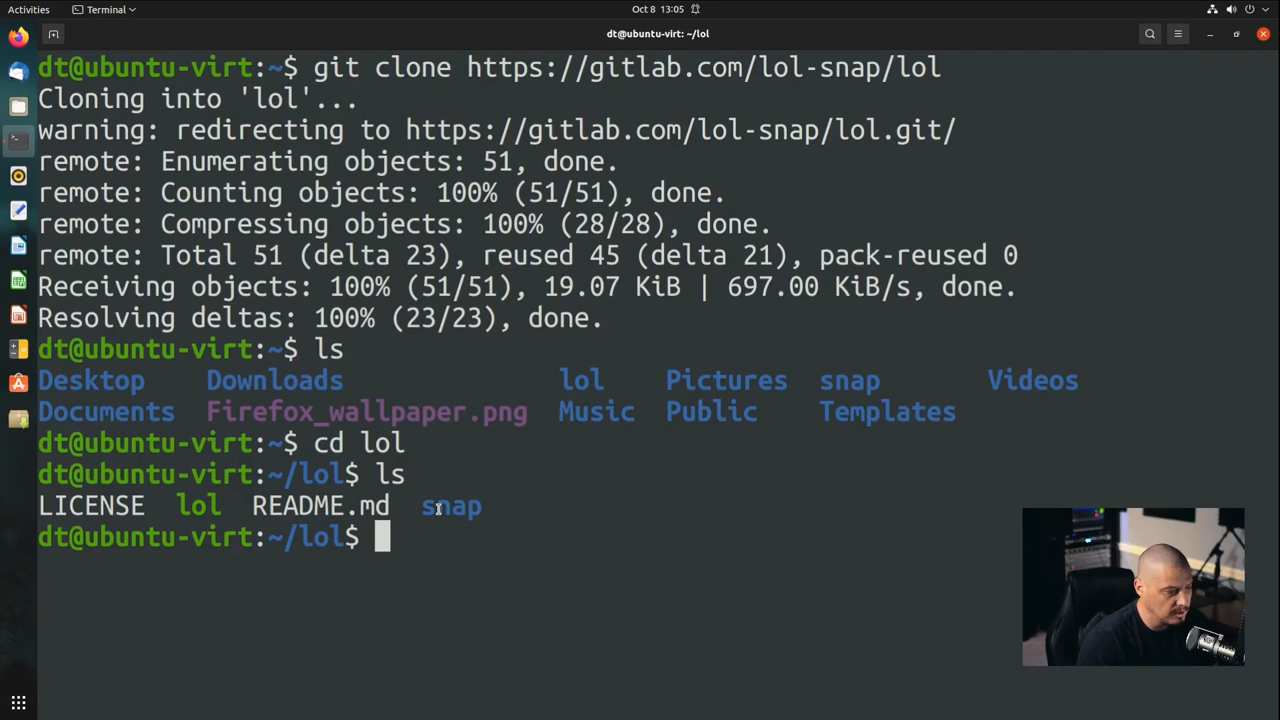 Activities Terminal Oct 8 13:05
dt@ubuntu-virt: ~/lol
dt@ubuntu-virt:~$ git clone https://gitlab.com/lol-snap/lol
Cloning into 'lol'...
warning: redirecting to https://gitlab.com/lol-snap/lol.git/
remote: Enumerating objects: 51, done.
remote: Counting objects: 100% (51/51), done.
remote: Compressing objects: 100% (28/28), done.
remote: Total 51 (delta 23), reused 45 (delta 21), pack-reused 0
Receiving objects: 100% (51/51), 19.07 KiB | 697.00 KiB/s, done.
Resolving deltas: 100% (23/23), done.
dt@ubuntu-virt:~$ ls
Desktop Downloads lol Pictures snap Videos
Documents Firefox_wallpaper.png Music Public Templates
dt@ubuntu-virt:~$ cd lol
dt@ubuntu-virt:~/lol$ ls
LICENSE lol README.md snap
dt@ubuntu-virt:~/lol$